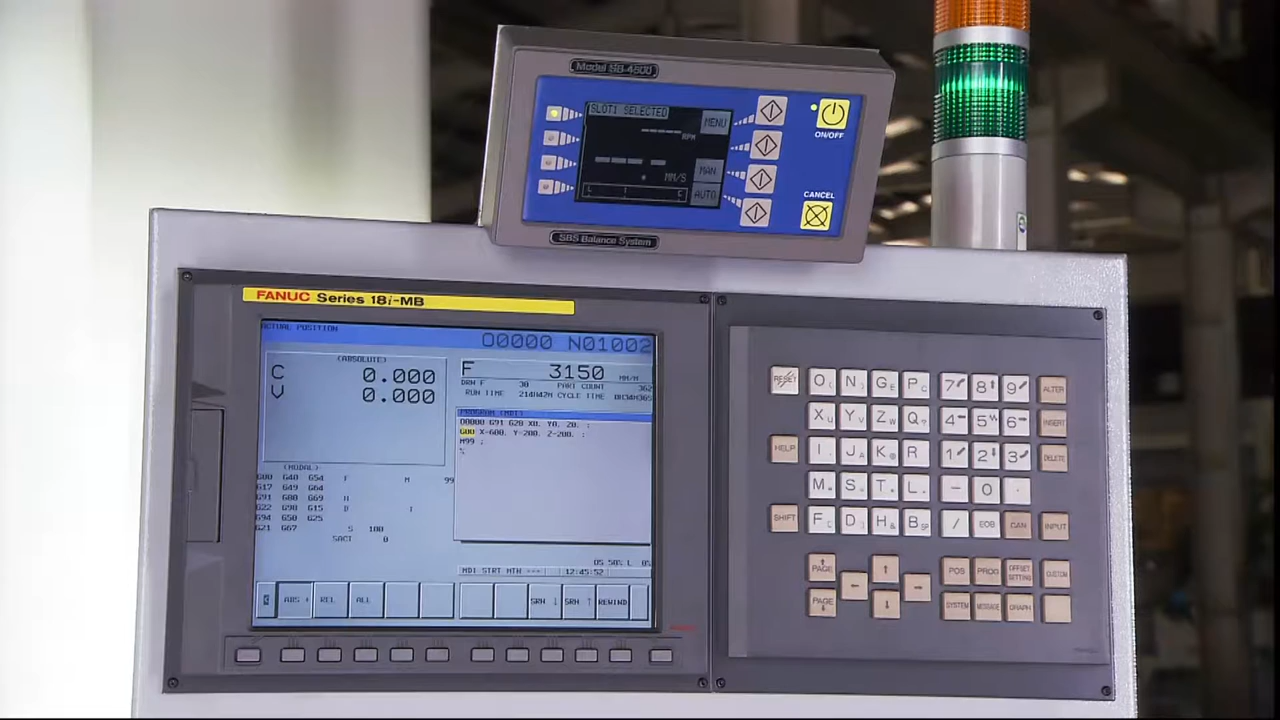 Model SB-4500
SLOT1 SELECTED
MENU
RPM
MAN.
MM/S
AUTO
L C
ON/OFF
CANCEL
SBS Balance System
FANUC Series 18i-MB
ACTUAL POSITION
O0000 N01002
(ABSOLUTE)
C 0.000
V 0.000
F 3150 MM/M
DRN F 30 PART COUNT 362
RUN TIME 214H42M CYCLE TIME 0H34M36S
PROGRAM (MDI)
O0000 G91 G28 X0. Y0. Z0. ;
G00 X-600. Y-200. Z-200. ;
M99 ;
%
(MODAL)
G00 G40 G54 F M 99
G17 G49 G64
G91 G80 G69 H
G22 G98 G15 D
G94 G50 G25
G21 G67 S 100
SACT 0
OS 50% L 0%
MDI STRT MTN *** 12:45:52
ABS REL ALL SRH ↓ SRH ↑ REWIND
RESET O N G P 7 8 9 ALTER
X Y Z Q 4 5 6 INSERT
HELP I J K R 1 2 3 DELETE
M S T L - 0 .
SHIFT F D H B / EOB CAN INPUT
PAGE ↑ ↑ POS PROG OFFSET SETTING CUSTOM
← →
PAGE ↓ ↓ SYSTEM MESSAGE GRAPH